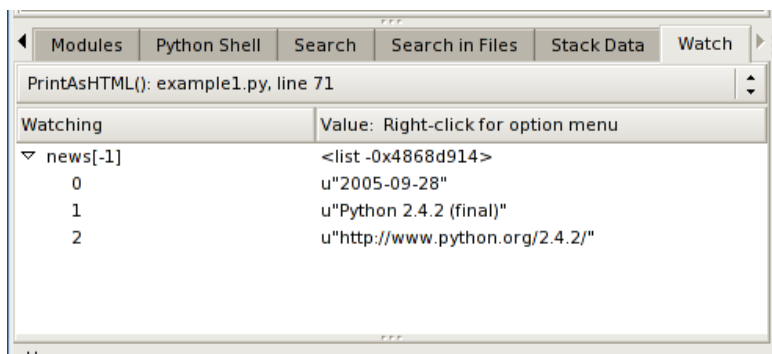 Modules Python Shell Search Search in Files Stack Data Watch
PrintAsHTML(): example1.py, line 71
Watching Value: Right-click for option menu
news[-1] <list -0x4868d914>
0 u"2005-09-28"
1 u"Python 2.4.2 (final)"
2 u"http://www.python.org/2.4.2/"